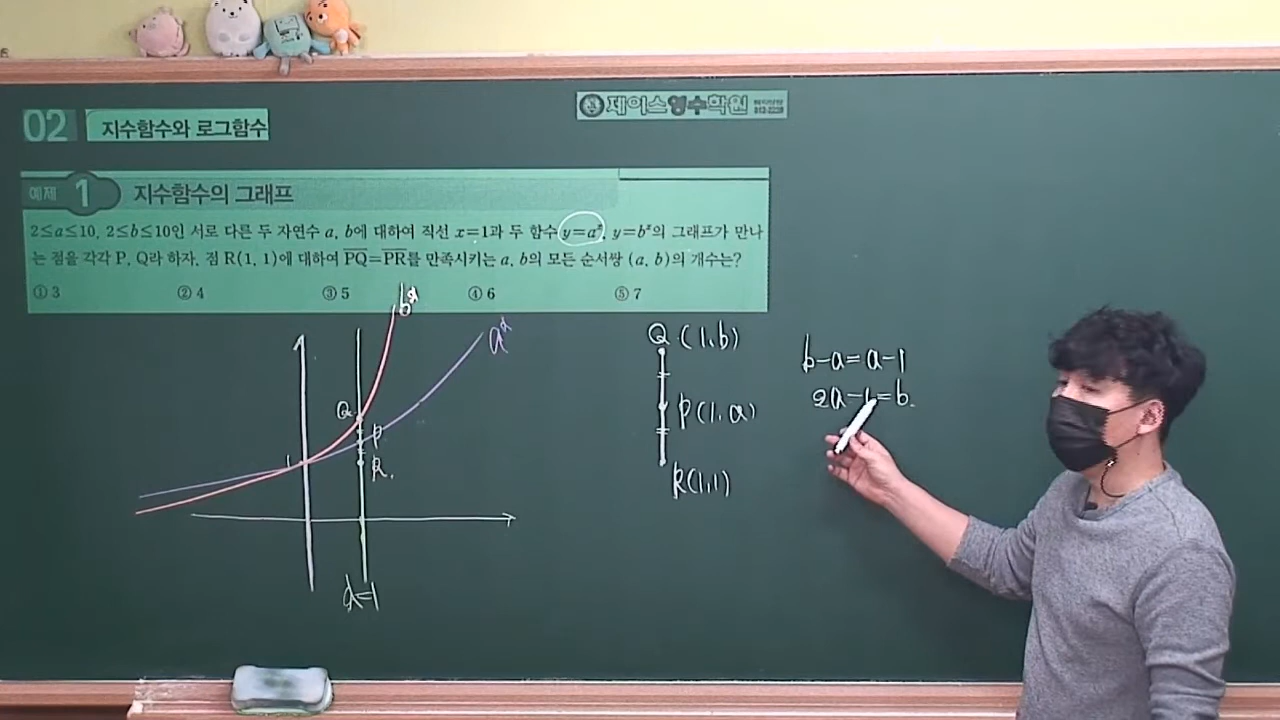 02 지수함수와 로그함수
제이스영수학원
예제 1 지수함수의 그래프
2≤a≤10, 2≤b≤10인 서로 다른 두 자연수 a, b에 대하여 직선 x=1과 두 함수 y=aˣ, y=bˣ의 그래프가 만나
는 점을 각각 P, Q라 하자. 점 R(1, 1)에 대하여 P̅Q̅=P̅R̅를 만족시키는 a, b의 모든 순서쌍 (a, b)의 개수는?
① 3 ② 4 ③ 5 ④ 6 ⑤ 7
bˣ
aˣ
Q
P
1
R.
x=1
Q (1,b)
P(1,a)
R(1,1)
b-a=a-1
2a-1=b.